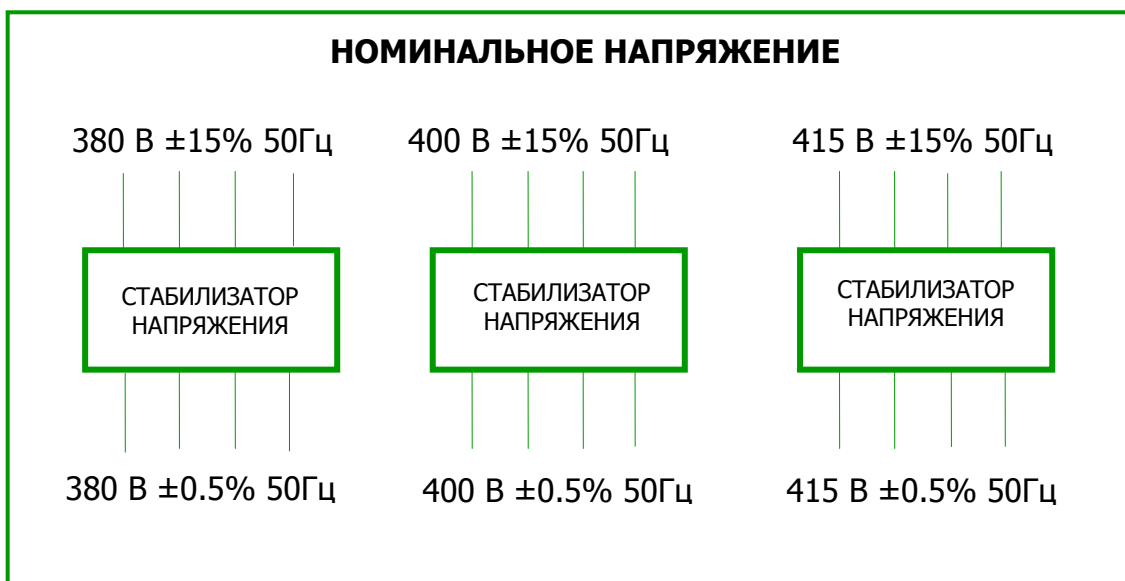 НОМИНАЛЬНОЕ НАПРЯЖЕНИЕ
380 В ±15% 50Гц
400 В ±15% 50Гц
415 В ±15% 50Гц
СТАБИЛИЗАТОР
НАПРЯЖЕНИЯ
СТАБИЛИЗАТОР
НАПРЯЖЕНИЯ
СТАБИЛИЗАТОР
НАПРЯЖЕНИЯ
380 В ±0.5% 50Гц
400 В ±0.5% 50Гц
415 В ±0.5% 50Гц